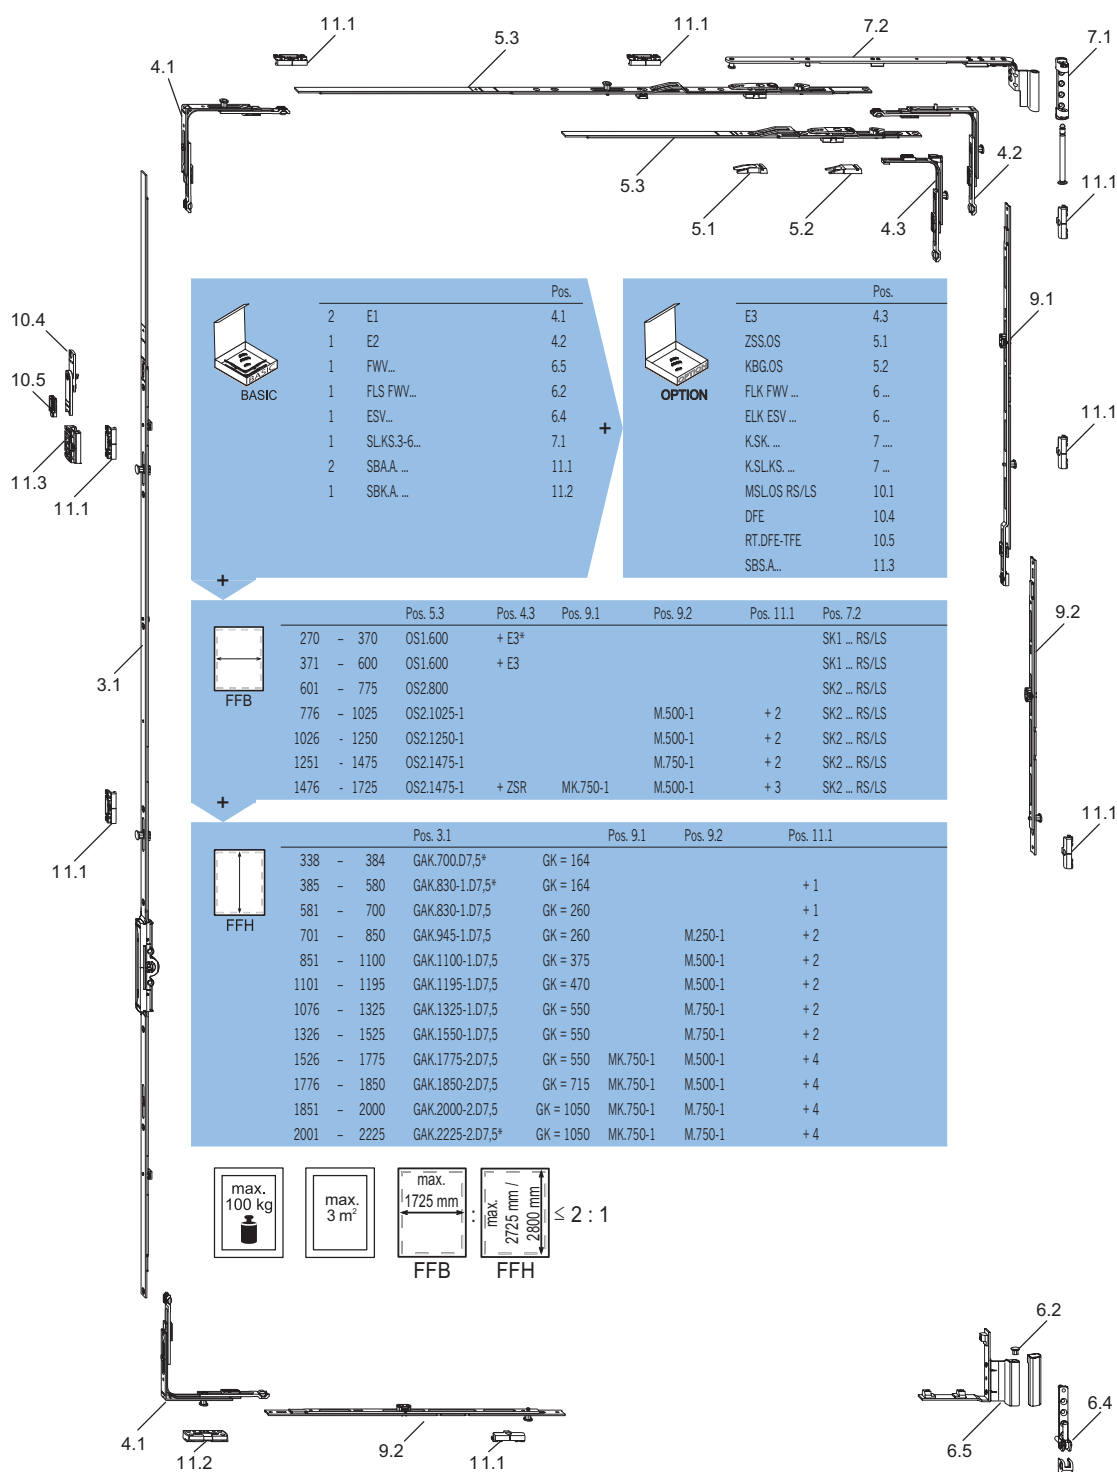 11.1
5.3
11.1
7.2
7.1
4.1
5.3
5.1
5.2
4.3
4.2
11.1
Pos.
2 E1 4.1
1 E2 4.2
1 FWV... 6.5
1 FLS FWV... 6.2
1 ESV... 6.4
1 SL.KS.3-6... 7.1
2 SBA.A. ... 11.1
1 SBK.A. ... 11.2
BASIC
BASIC
+
Pos.
E3 4.3
ZSS.OS 5.1
KBG.OS 5.2
FLK FWV ... 6 ...
ELK ESV ... 6 ...
K.SK. ... 7 ....
K.SL.KS. ... 7 ...
MSL.OS RS/LS 10.1
DFE 10.4
RT.DFE-TFE 10.5
SBS.A... 11.3
OPTION
OPTION
9.1
10.4
10.5
11.3
11.1
11.1
+
Pos. 5.3 Pos. 4.3 Pos. 9.1 Pos. 9.2 Pos. 11.1 Pos. 7.2
270 – 370 OS1.600 + E3* SK1 ... RS/LS
371 – 600 OS1.600 + E3 SK1 ... RS/LS
601 – 775 OS2.800 SK2 ... RS/LS
776 – 1025 OS2.1025-1 M.500-1 + 2 SK2 ... RS/LS
1026 - 1250 OS2.1250-1 M.500-1 + 2 SK2 ... RS/LS
1251 - 1475 OS2.1475-1 M.750-1 + 2 SK2 ... RS/LS
1476 - 1725 OS2.1475-1 + ZSR MK.750-1 M.500-1 + 3 SK2 ... RS/LS
FFB
3.1
9.2
11.1
11.1
+
Pos. 3.1 Pos. 9.1 Pos. 9.2 Pos. 11.1
338 – 384 GAK.700.D7,5* GK = 164
385 – 580 GAK.830-1.D7,5* GK = 164 + 1
581 – 700 GAK.830-1.D7,5 GK = 260 + 1
701 – 850 GAK.945-1.D7,5 GK = 260 M.250-1 + 2
851 – 1100 GAK.1100-1.D7,5 GK = 375 M.500-1 + 2
1101 – 1195 GAK.1195-1.D7,5 GK = 470 M.500-1 + 2
1076 – 1325 GAK.1325-1.D7,5 GK = 550 M.750-1 + 2
1326 – 1525 GAK.1550-1.D7,5 GK = 550 M.750-1 + 2
1526 – 1775 GAK.1775-2.D7,5 GK = 550 MK.750-1 M.500-1 + 4
1776 – 1850 GAK.1850-2.D7,5 GK = 715 MK.750-1 M.500-1 + 4
1851 – 2000 GAK.2000-2.D7,5 GK = 1050 MK.750-1 M.750-1 + 4
2001 – 2225 GAK.2225-2.D7,5* GK = 1050 MK.750-1 M.750-1 + 4
FFH
max.
100 kg
max.
3 m²
max.
1725 mm
FFB
:
max.
2725 mm /
2800 mm
FFH
≤ 2 : 1
4.1
11.2
9.2
11.1
6.2
6.5
6.4